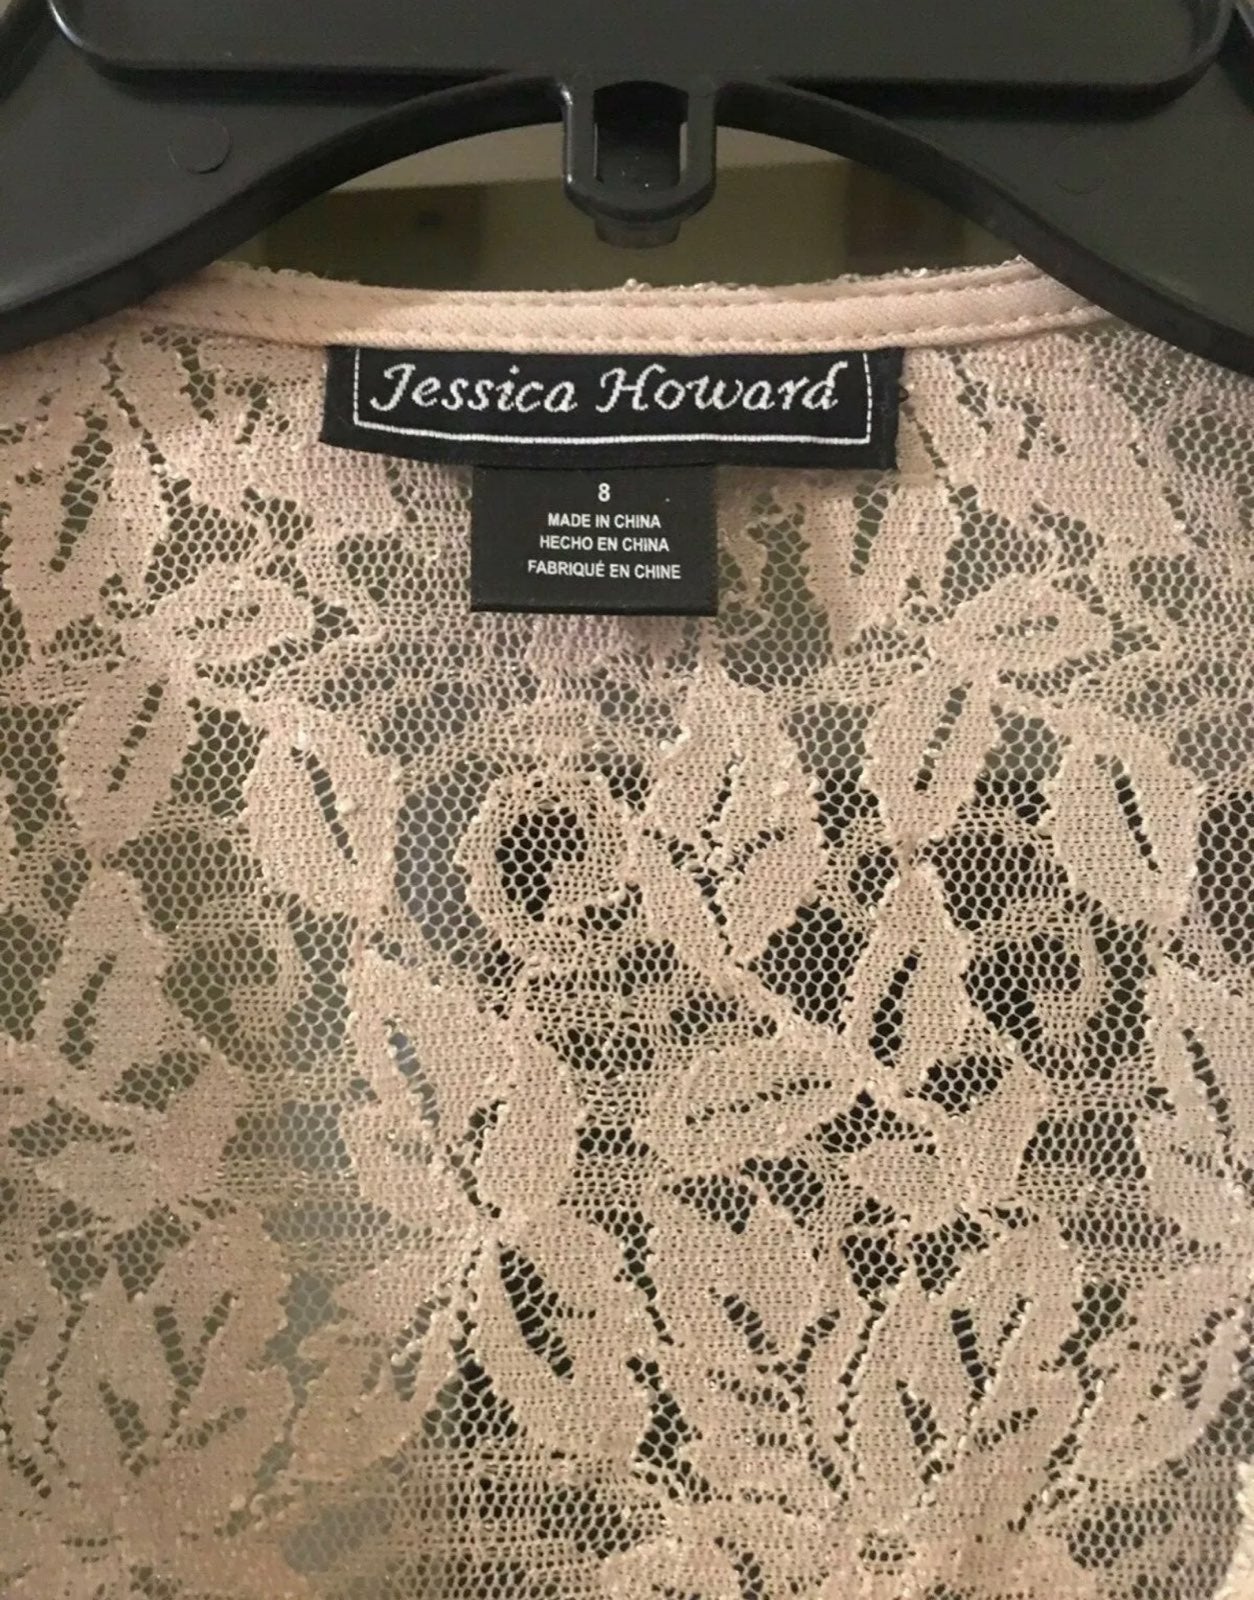 Jessica Howard
8
MADE IN CHINA
HECHO EN CHINA
FABRIQUÉ EN CHINE